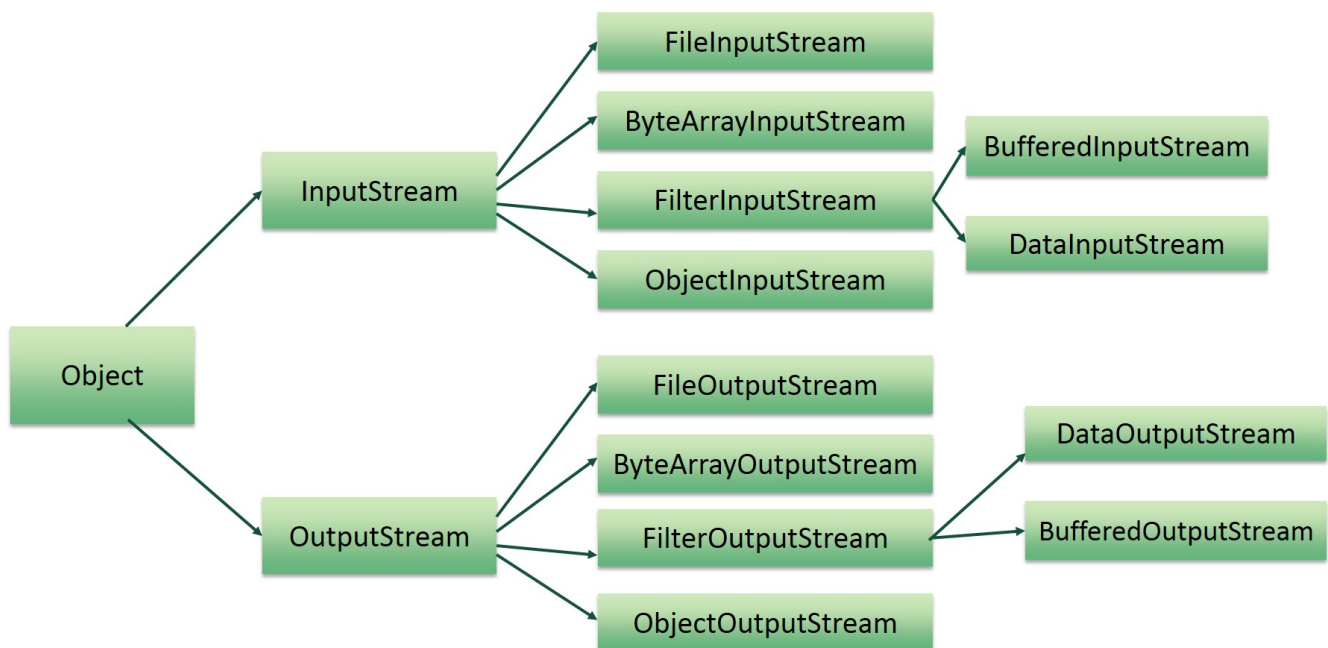 FileInputStream
ByteArrayInputStream
BufferedInputStream
InputStream
FilterInputStream
DataInputStream
ObjectInputStream
Object
FileOutputStream
DataOutputStream
ByteArrayOutputStream
OutputStream
FilterOutputStream
BufferedOutputStream
ObjectOutputStream